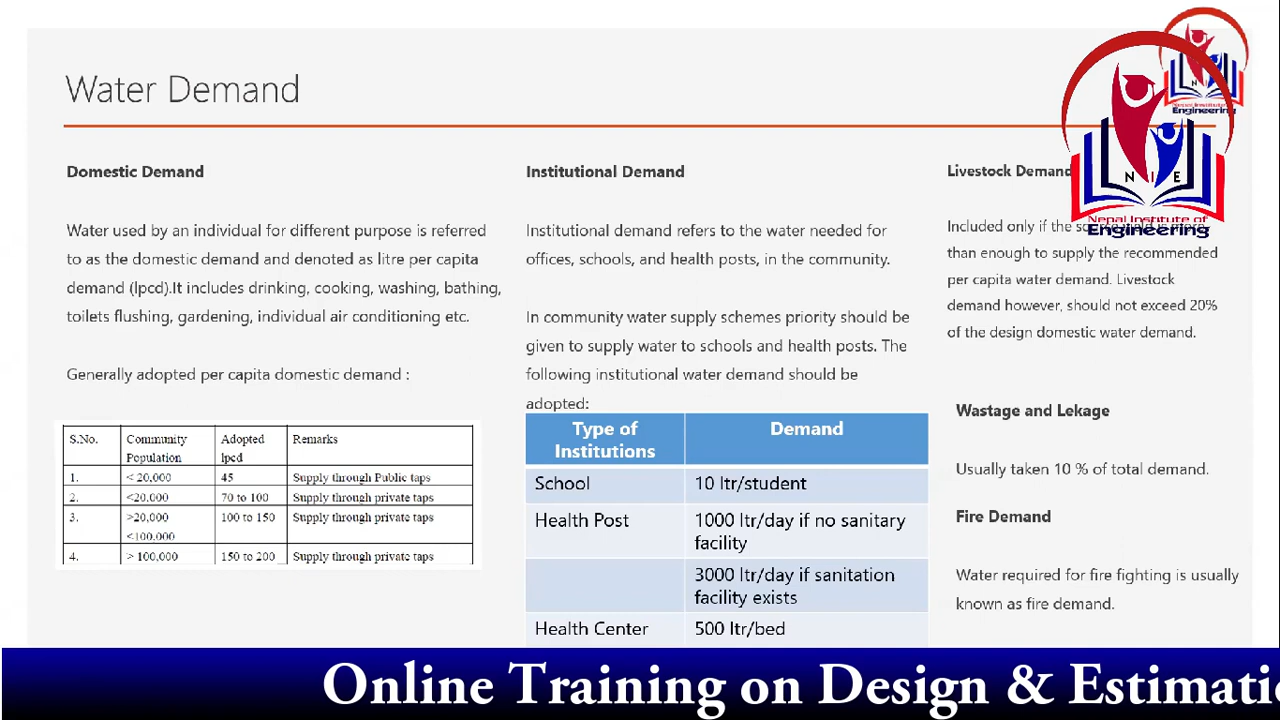 Water Demand
Domestic Demand
Water used by an individual for different purpose is referred
to as the domestic demand and denoted as litre per capita
demand (lpcd).It includes drinking, cooking, washing, bathing,
toilets flushing, gardening, individual air conditioning etc.
Generally adopted per capita domestic demand :
S.No. Community Population Adopted lpcd Remarks
1. < 20,000 45 Supply through Public taps
2. <20,000 70 to 100 Supply through private taps
3. >20,000 <100,000 100 to 150 Supply through private taps
4. > 100,000 150 to 200 Supply through private taps
Institutional Demand
Institutional demand refers to the water needed for
offices, schools, and health posts, in the community.
In community water supply schemes priority should be
given to supply water to schools and health posts. The
following institutional water demand should be
adopted:
Type of Institutions Demand
School 10 ltr/student
Health Post 1000 ltr/day if no sanitary
facility
3000 ltr/day if sanitation
facility exists
Health Center 500 ltr/bed
Livestock Demand
Included only if the
than enough to supply the recommended
per capita water demand. Livestock
demand however, should not exceed 20%
of the design domestic water demand.
Wastage and Lekage
Usually taken 10 % of total demand.
Fire Demand
Water required for fire fighting is usually
known as fire demand.
N I E
Nepal Institute of
Engineering
Engineering
Online Training on Design & Estimati